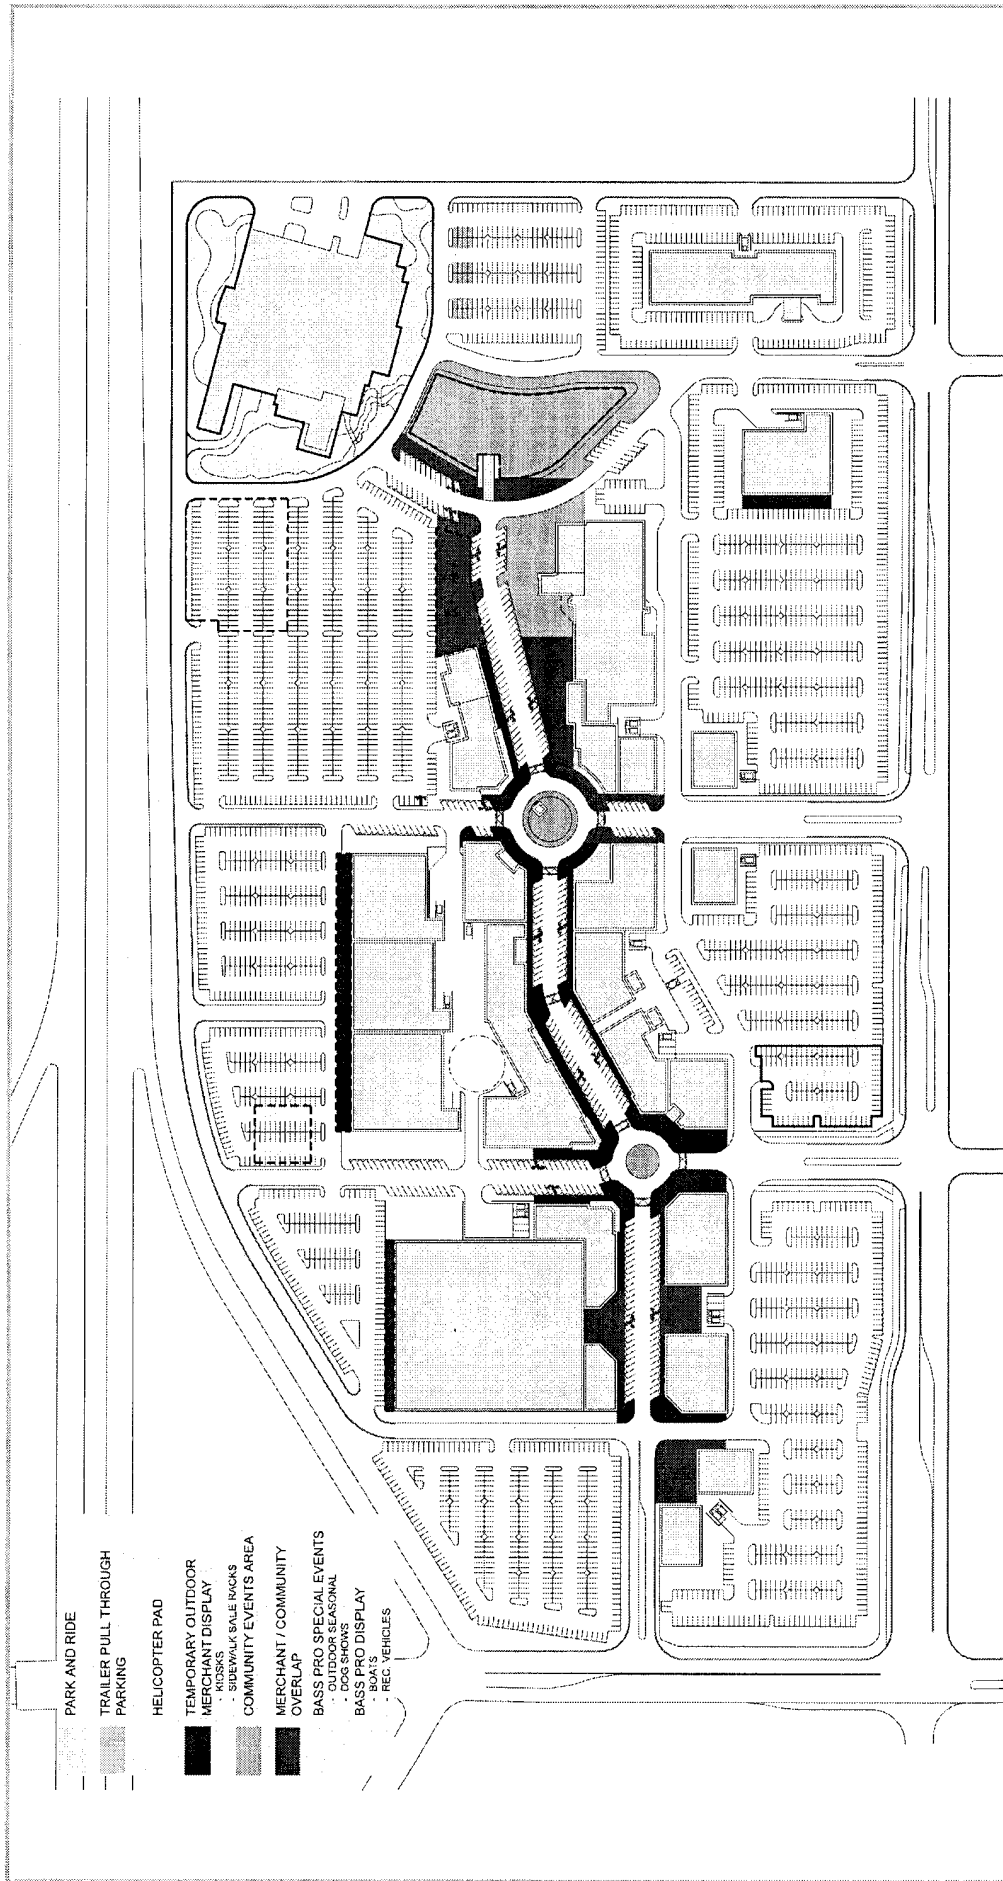 PARK AND RIDE
TRAILER PULL THROUGH
PARKING
HELICOPTER PAD
TEMPORARY OUTDOOR
MERCHANT DISPLAY
- KIOSKS
- SIDEWALK SALE RACKS
COMMUNITY EVENTS AREA
MERCHANT / COMMUNITY
OVERLAP
BASS PRO SPECIAL EVENTS
- OUTDOOR SEASONAL
- DOG SHOWS
BASS PRO DISPLAY
- BOATS
- REC. VEHICLES